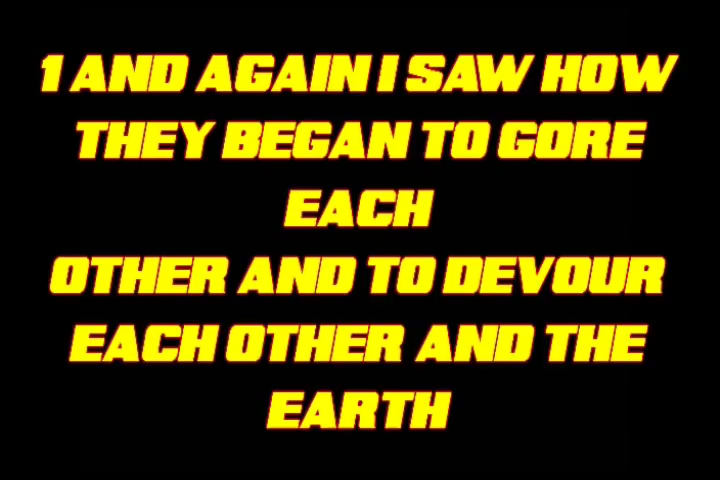 1 AND AGAIN I SAW HOW
THEY BEGAN TO GORE
EACH
OTHER AND TO DEVOUR
EACH OTHER AND THE
EARTH